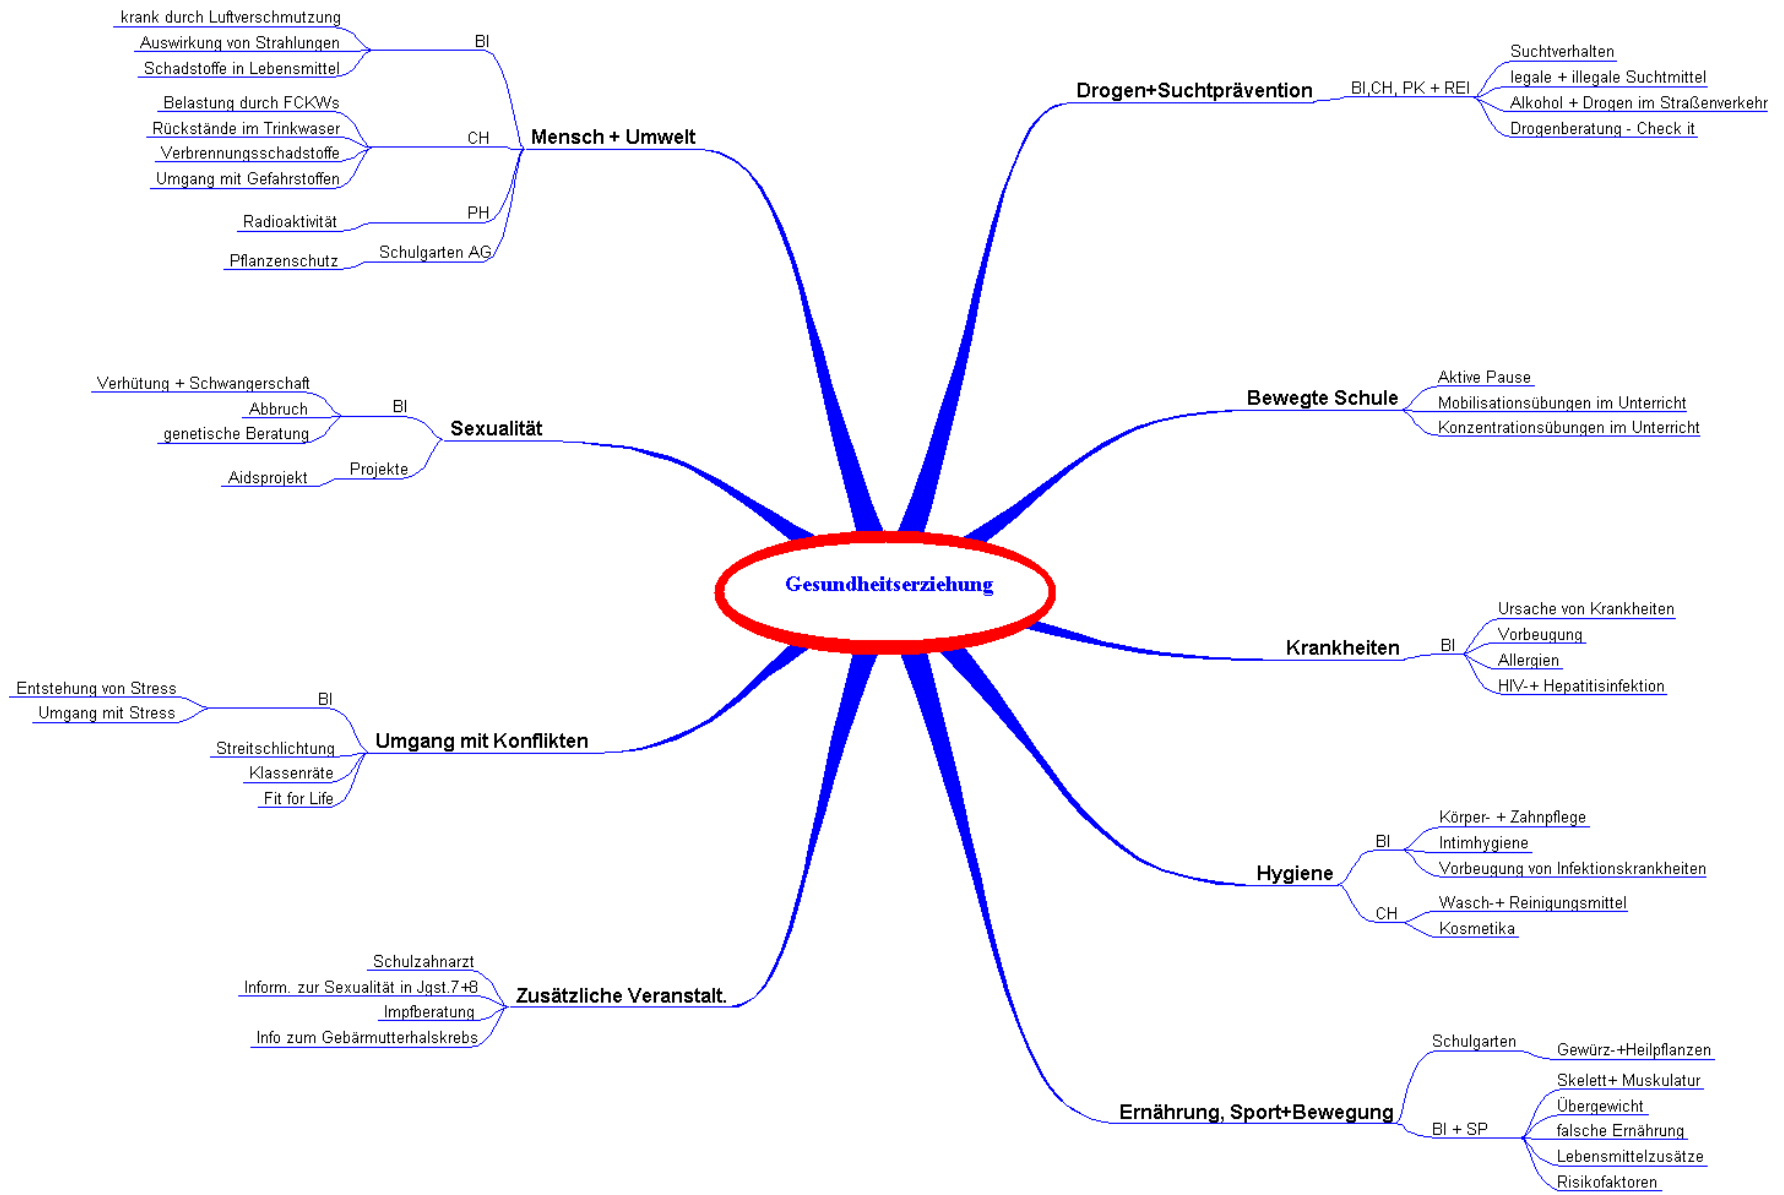 krank durch Luftverschmutzung
Auswirkung von Strahlungen
Schadstoffe in Lebensmittel
BI
Belastung durch FCKWs
Rückstände im Trinkwaser
Verbrennungsschadstoffe
Umgang mit Gefahrstoffen
CH
Radioaktivität
PH
Pflanzenschutz
Schulgarten AG
Mensch + Umwelt
Verhütung + Schwangerschaft
Abbruch
genetische Beratung
BI
Aidsprojekt
Projekte
Sexualität
Entstehung von Stress
Umgang mit Stress
BI
Streitschlichtung
Klassenräte
Fit for Life
Umgang mit Konflikten
Schulzahnarzt
Inform. zur Sexualität in Jgst.7+8
Impfberatung
Info zum Gebärmutterhalskrebs
Zusätzliche Veranstalt.
Gesundheitserziehung
Drogen+Suchtprävention
BI,CH, PK + REI
Suchtverhalten
legale + illegale Suchtmittel
Alkohol + Drogen im Straßenverkehr
Drogenberatung - Check it
Bewegte Schule
Aktive Pause
Mobilisationsübungen im Unterricht
Konzentrationsübungen im Unterricht
Krankheiten
BI
Ursache von Krankheiten
Vorbeugung
Allergien
HIV-+ Hepatitisinfektion
Hygiene
BI
Körper- + Zahnpflege
Intimhygiene
Vorbeugung von Infektionskrankheiten
CH
Wasch-+ Reinigungsmittel
Kosmetika
Ernährung, Sport+Bewegung
Schulgarten
Gewürz-+Heilpflanzen
BI + SP
Skelett+ Muskulatur
Übergewicht
falsche Ernährung
Lebensmittelzusätze
Risikofaktoren